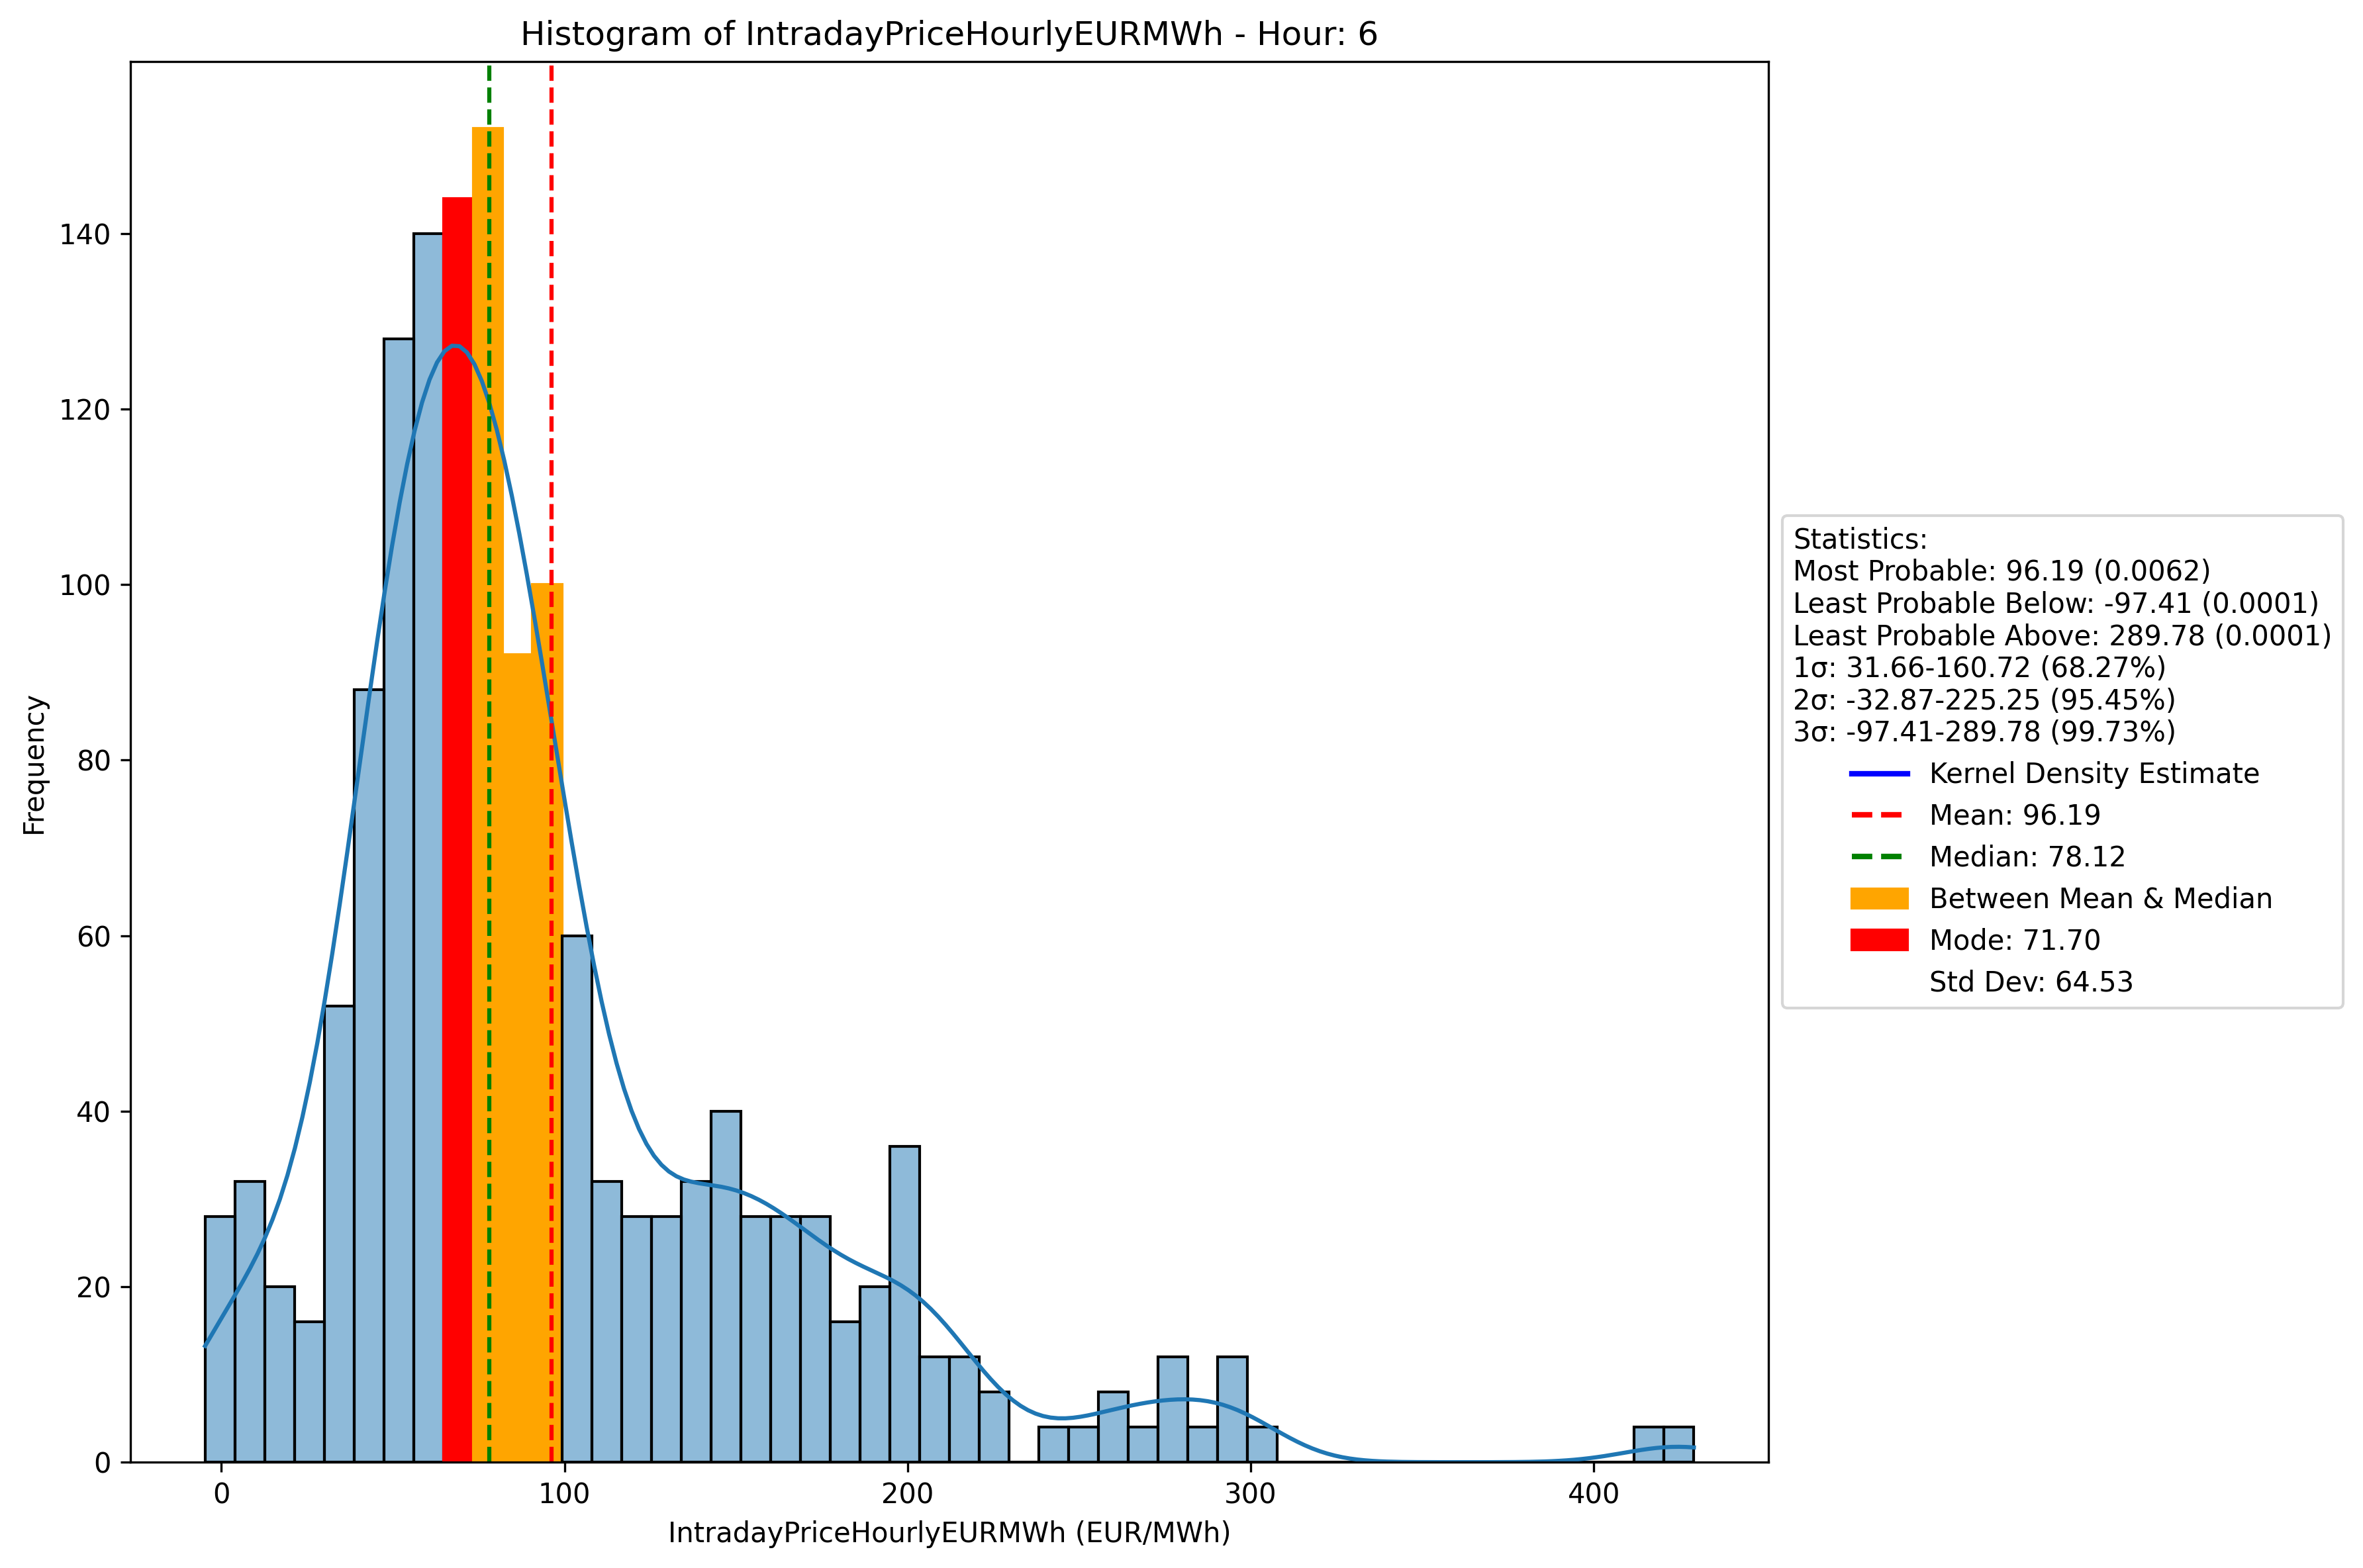 Histogram of IntradayPriceHourlyEURMWh - Hour: 6
Frequency
140
120
100
80
60
40
20
0
0 100 200 300 400
IntradayPriceHourlyEURMWh (EUR/MWh)
Statistics:
Most Probable: 96.19 (0.0062)
Least Probable Below: -97.41 (0.0001)
Least Probable Above: 289.78 (0.0001)
1σ: 31.66-160.72 (68.27%)
2σ: -32.87-225.25 (95.45%)
3σ: -97.41-289.78 (99.73%)
Kernel Density Estimate
Mean: 96.19
Median: 78.12
Between Mean & Median
Mode: 71.70
Std Dev: 64.53